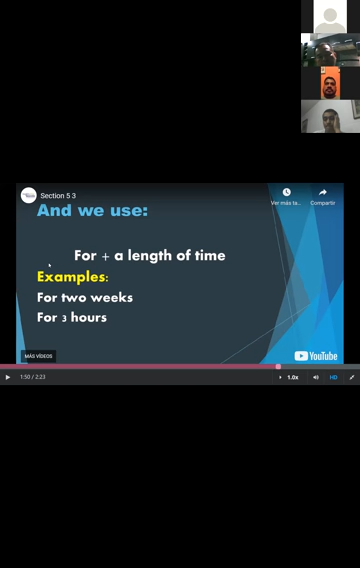 Section 5 3
Ver más ta...
Compartir
And we use:
For + a length of time
Examples:
For two weeks
For 3 hours
MÁS VÍDEOS
YouTube
1:50 / 2:23
1.0x
HD